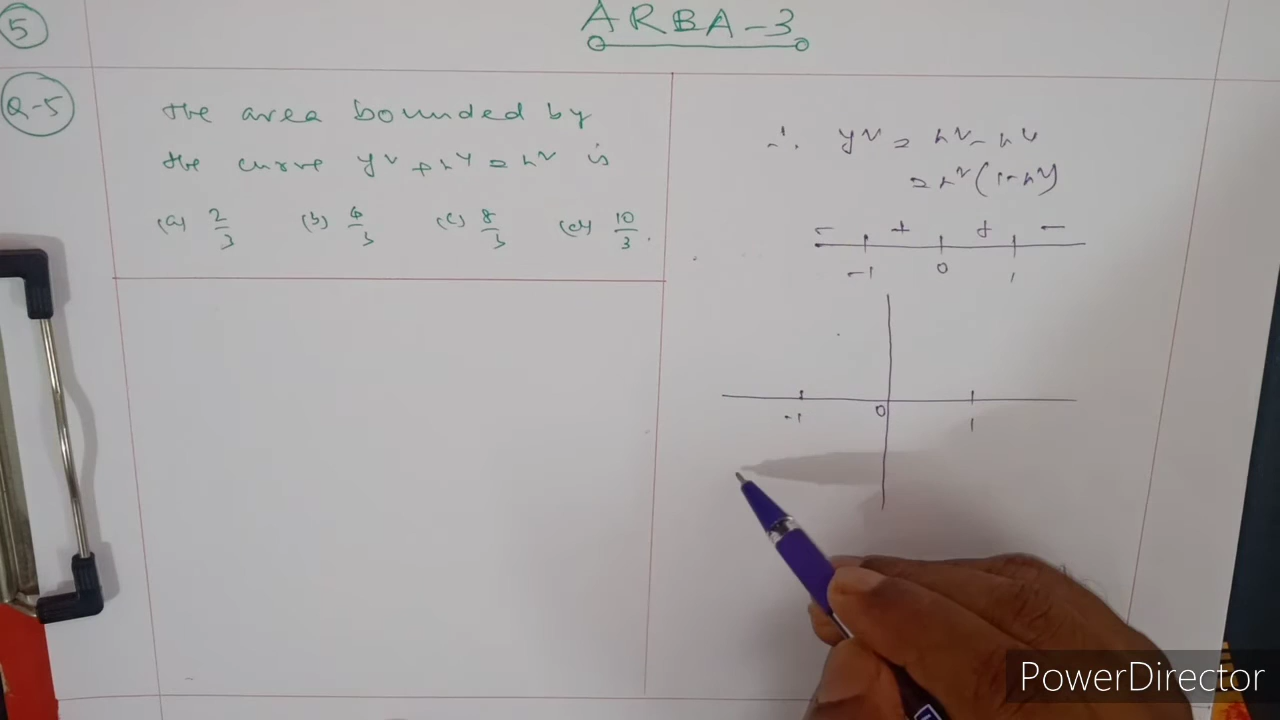 5
AREA-3
Q-5
the area bounded by
the curve y² + x⁴ = x² is
(a) 2/3 (b) 4/3 (c) 8/3 (d) 10/3.
∴ y² = x² - x⁴
= x²(1-x²)
- + + -
-1 0 1
-1 0 1
PowerDirector